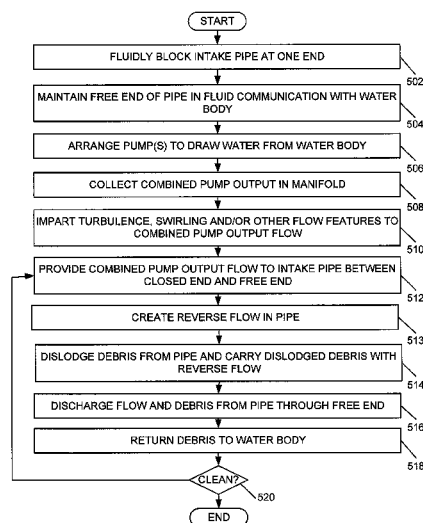 START
FLUIDLY BLOCK INTAKE PIPE AT ONE END
502
MAINTAIN FREE END OF PIPE IN FLUID COMMUNICATION WITH WATER
BODY
504
ARRANGE PUMP(S) TO DRAW WATER FROM WATER BODY
506
COLLECT COMBINED PUMP OUTPUT IN MANIFOLD
508
IMPART TURBULENCE, SWIRLING AND/OR OTHER FLOW FEATURES TO
COMBINED PUMP OUTPUT FLOW
510
PROVIDE COMBINED PUMP OUTPUT FLOW TO INTAKE PIPE BETWEEN
CLOSED END AND FREE END
512
CREATE REVERSE FLOW IN PIPE
513
DISLODGE DEBRIS FROM PIPE AND CARRY DISLODGED DEBRIS WITH
REVERSE FLOW
514
DISCHARGE FLOW AND DEBRIS FROM PIPE THROUGH FREE END
516
RETURN DEBRIS TO WATER BODY
518
CLEAN?
520
END